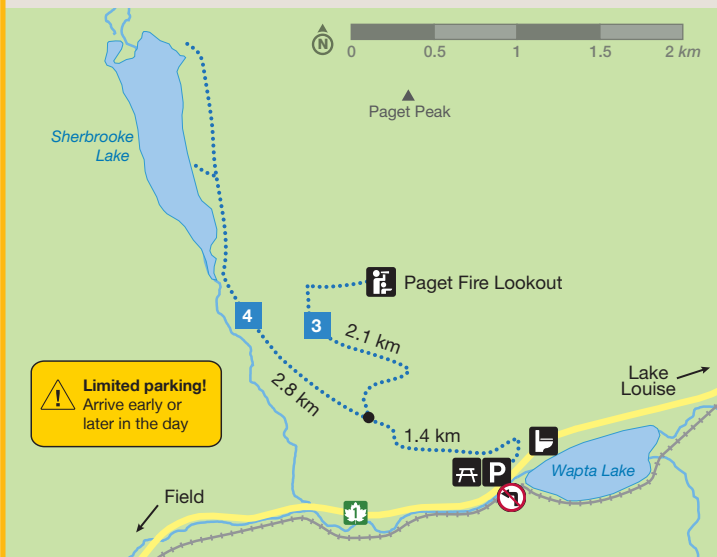 N
0 0.5 1 1.5 2 km
Paget Peak
Sherbrooke
Lake
Paget Fire Lookout
4
3
2.1 km
2.8 km
Limited parking!
Arrive early or
later in the day
Lake
Louise
1.4 km
P
Wapta Lake
Field
1